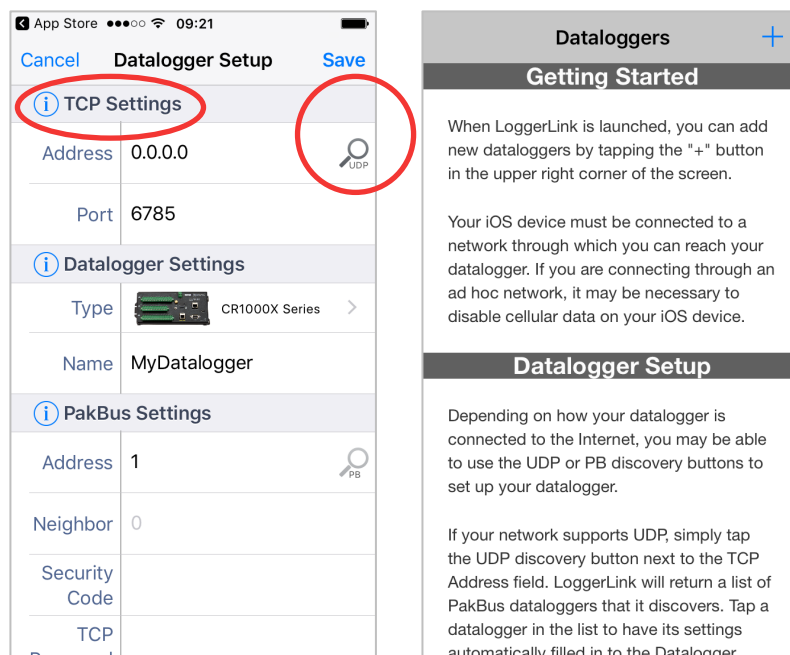 App Store 09:21
Cancel Datalogger Setup Save
TCP Settings
Address 0.0.0.0
UDP
Port 6785
Datalogger Settings
Type CR1000X Series
Name MyDatalogger
PakBus Settings
Address 1
PB
Neighbor 0
Security
Code
TCP
Dataloggers +
Getting Started
When LoggerLink is launched, you can add
new dataloggers by tapping the "+" button
in the upper right corner of the screen.
Your iOS device must be connected to a
network through which you can reach your
datalogger. If you are connecting through an
ad hoc network, it may be necessary to
disable cellular data on your iOS device.
Datalogger Setup
Depending on how your datalogger is
connected to the Internet, you may be able
to use the UDP or PB discovery buttons to
set up your datalogger.
If your network supports UDP, simply tap
the UDP discovery button next to the TCP
Address field. LoggerLink will return a list of
PakBus dataloggers that it discovers. Tap a
datalogger in the list to have its settings
automatically filled in to the Datalogger